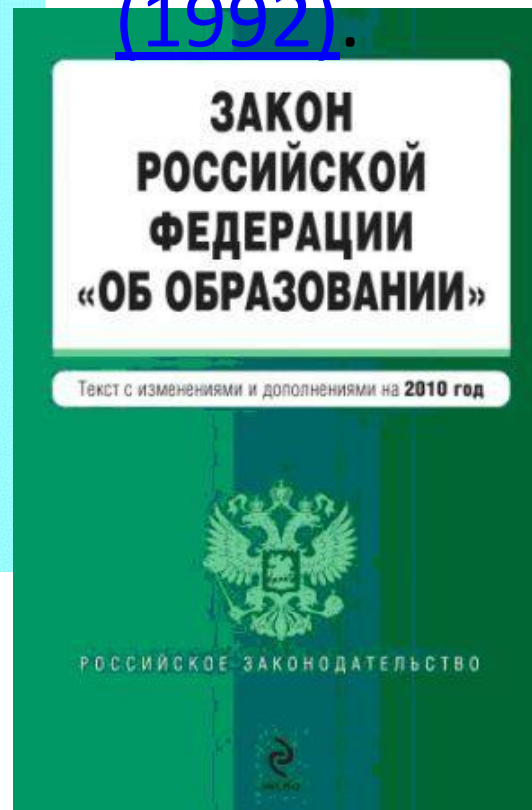 (1992).
ЗАКОН
РОССИЙСКОЙ
ФЕДЕРАЦИИ
«ОБ ОБРАЗОВАНИИ»
Текст с изменениями и дополнениями на 2010 год
РОССИЙСКОЕ ЗАКОНОДАТЕЛЬСТВО